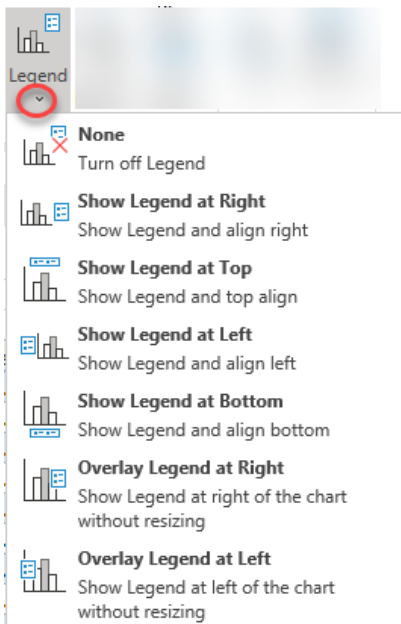 Legend
None
Turn off Legend
Show Legend at Right
Show Legend and align right
Show Legend at Top
Show Legend and top align
Show Legend at Left
Show Legend and align left
Show Legend at Bottom
Show Legend and align bottom
Overlay Legend at Right
Show Legend at right of the chart
without resizing
Overlay Legend at Left
Show Legend at left of the chart
without resizing